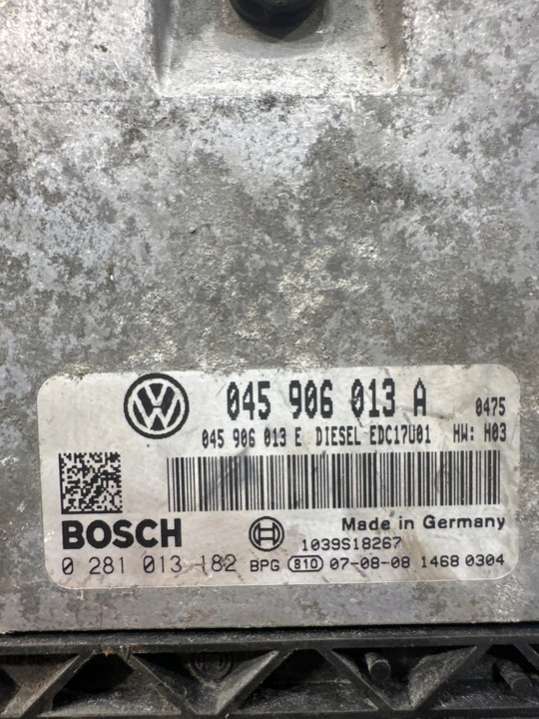 045 906 013 A 0475
045 906 013 E DIESEL EDC17U01 HW: H03
BOSCH Made in Germany
1039S18267
0 281 013 182 BPG 810 07-08-08 1468 0304